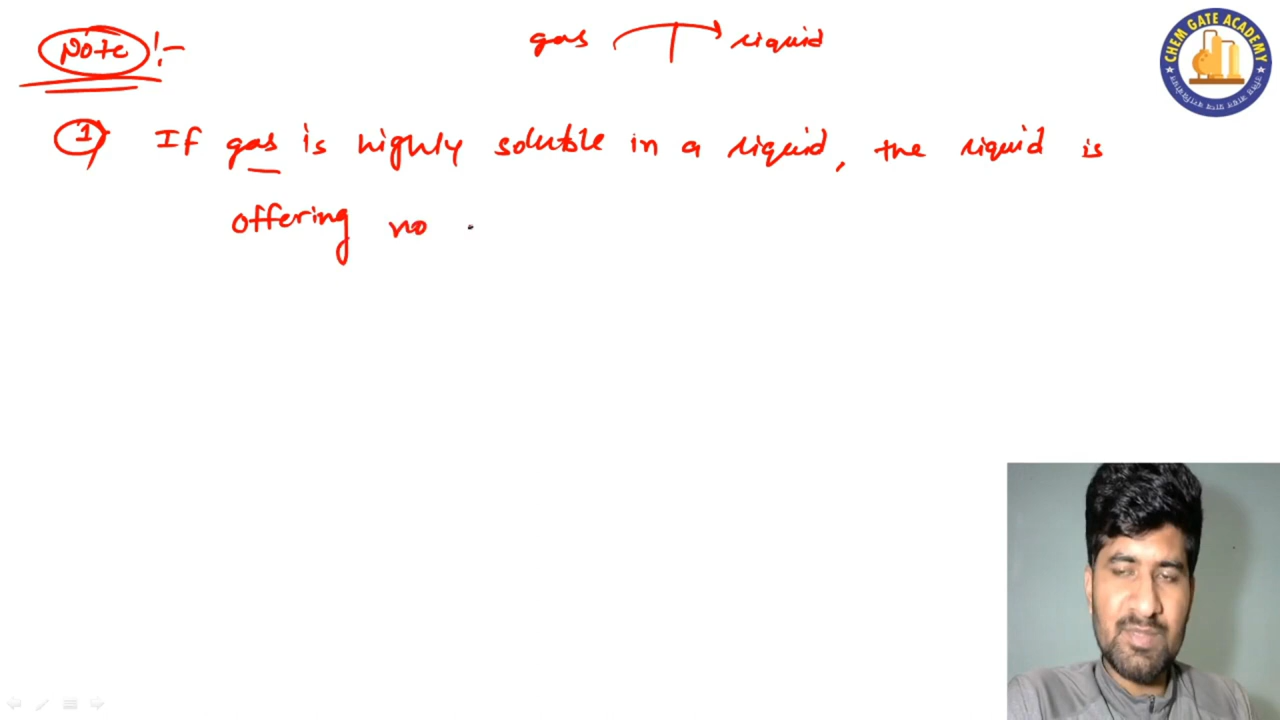 Note !-
gas liquid
① If gas is highly soluble in a liquid, the liquid is
offering no
CHEM GATE ACADEMY